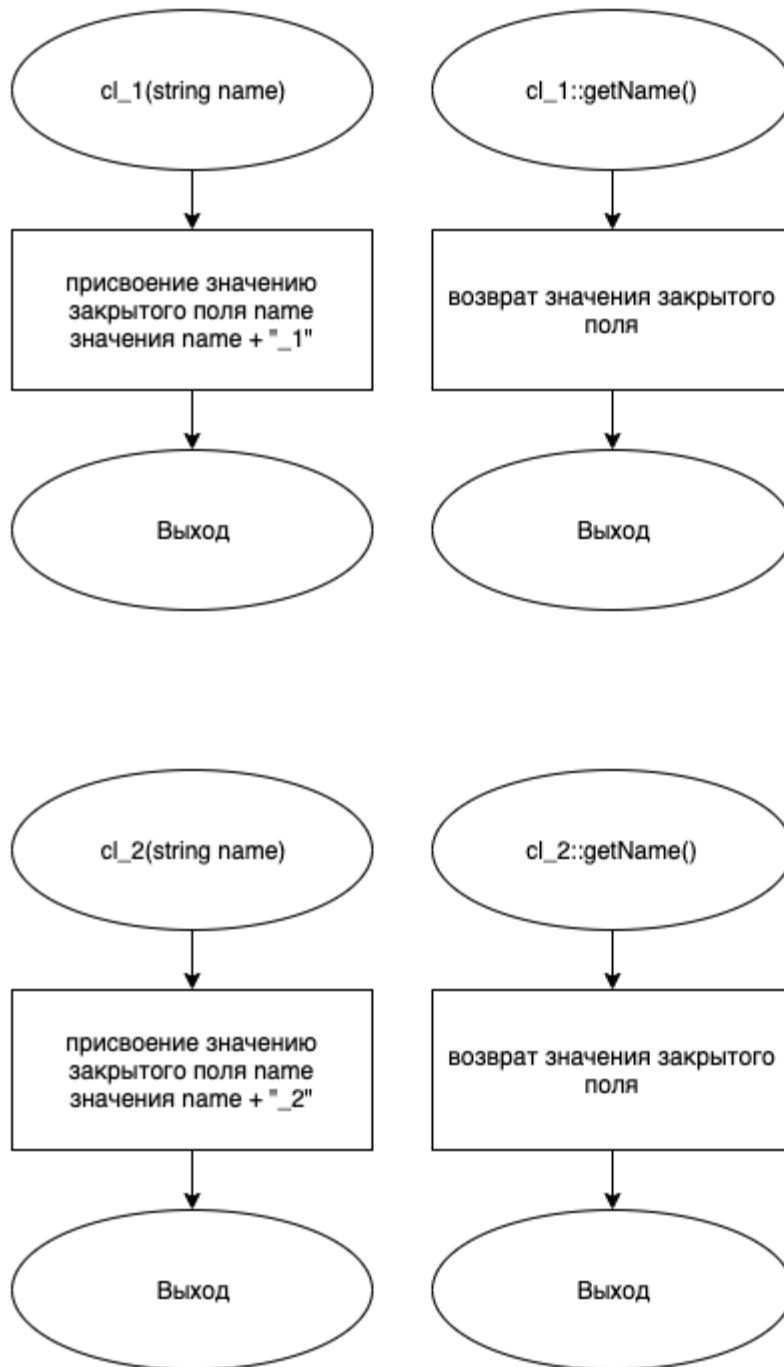 cl_1(string name)
cl_1::getName()
присвоение значению
закрытого поля name
значения name + "_1"
возврат значения закрытого
поля
Выход
Выход
cl_2(string name)
cl_2::getName()
присвоение значению
закрытого поля name
значения name + "_2"
возврат значения закрытого
поля
Выход
Выход